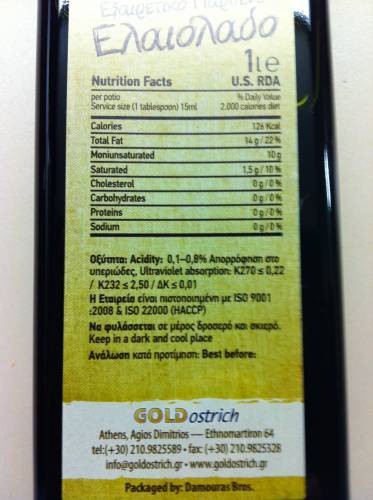 Εξαιρετικό Παρθένο
Ελαιόλαδο
1le
Nutrition Facts U.S. RDA
per potio % Daily Value
Service size (1 tablespoon) 15ml 2.000 calories diet
Calories 126 Kcal
Total Fat 14 g / 22 %
Moniunsaturated 10 g
Saturated 1,5 g / 10 %
Cholesterol 0 g / 0 %
Carbohydrates 0 g / 0 %
Proteins 0 g / 0 %
Sodium 0 g / 0 %
Οξύτητα: Acidity: 0,1–0,8% Απορρόφηση στο
υπεριώδες, Ultraviolet absorption: K270 ≤ 0,22
/ K232 ≤ 2,50 / ΔK ≤ 0,01
Η Εταιρεία είναι πιστοποιημένη με ISO 9001
:2008 & ISO 22000 (HACCP)
Να φυλάσσεται σε μέρος δροσερό και σκιερό.
Keep in a dark and cool place
Ανάλωση κατά προτίμηση: Best before:
GOLDostrich
Athens, Agios Dimitrios — Ethnomartiron 64
tel:(+30) 210.9825589 • fax: (+30) 210.9825328
info@goldostrich.gr • www.goldostrich.gr
Packaged by: Damouras Bros.